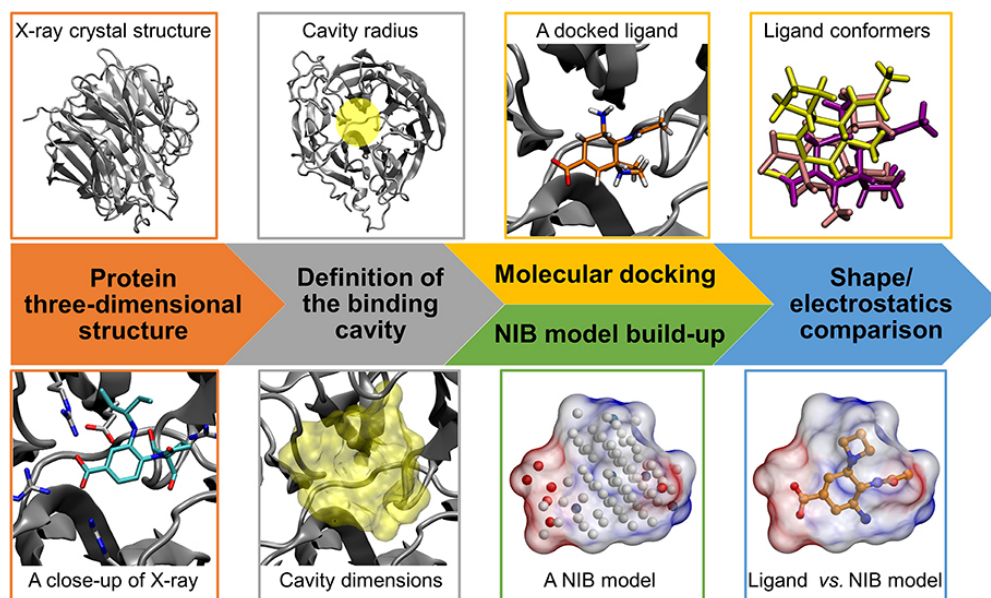 X-ray crystal structure
Cavity radius
A docked ligand
Ligand conformers
Protein
three-dimensional
structure
Definition of
the binding
cavity
Molecular docking
NIB model build-up
Shape/
electrostatics
comparison
A close-up of X-ray
Cavity dimensions
A NIB model
Ligand vs. NIB model